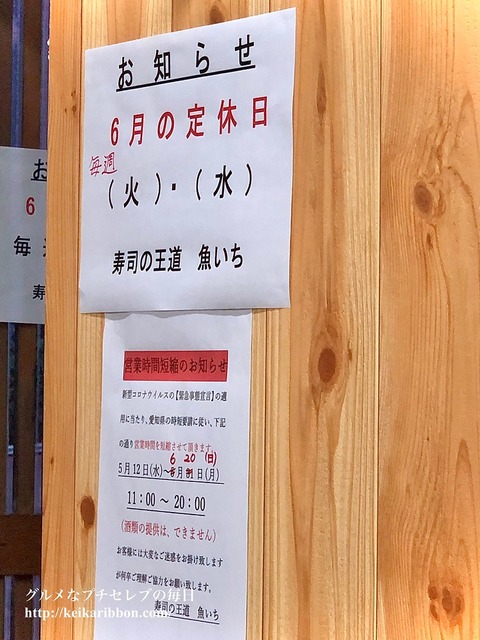 お知らせ
6月の定休日
毎週
(火)・(水)
寿司の王道 魚いち
お
6
毎週
寿
営業時間短縮のお知らせ
新型コロナウイルスの【緊急事態宣言】の適
用に当たり、愛知県の時短要請に従い、下記
の通り営業時間を短縮させて頂きます。
6 20 (日)
5月12日(水)~5月31日(月)
11:00 ~ 20:00
(酒類の提供は、できません)
お客様には大変なご迷惑をお掛け致します
が何卒ご理解ご協力をお願い致します。
寿司の王道 魚いち
グルメなプチセレブの毎日
http://keikaribbon.com/